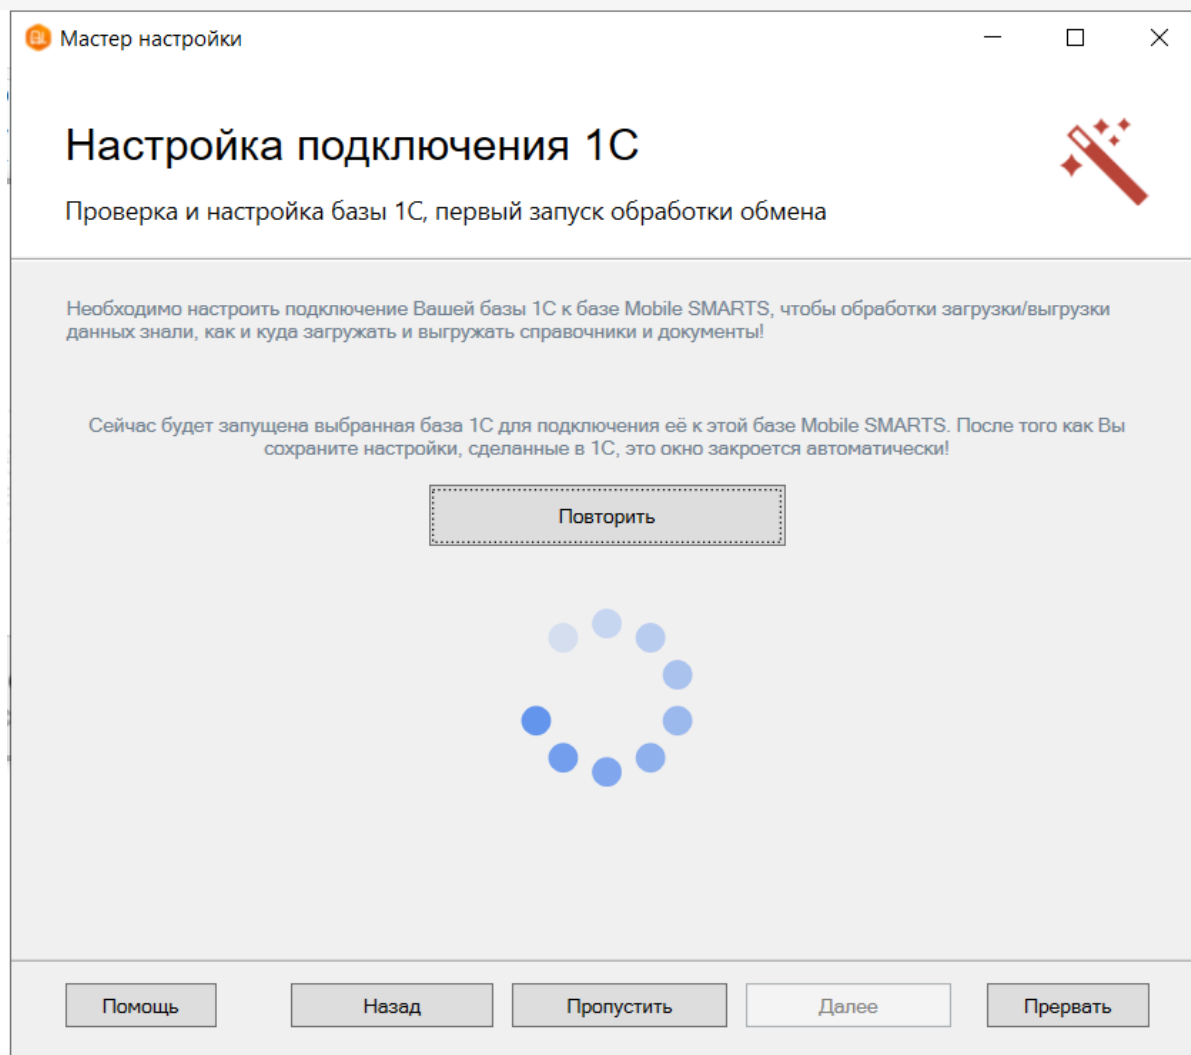 Мастер настройки
Настройка подключения 1С
Проверка и настройка базы 1С, первый запуск обработки обмена
Необходимо настроить подключение Вашей базы 1С к базе Mobile SMARTS, чтобы обработки загрузки/выгрузки
данных знали, как и куда загружать и выгружать справочники и документы!
Сейчас будет запущена выбранная база 1С для подключения её к этой базе Mobile SMARTS. После того как Вы
сохраните настройки, сделанные в 1С, это окно закроется автоматически!
Повторить
Помощь
Назад
Пропустить
Далее
Прервать